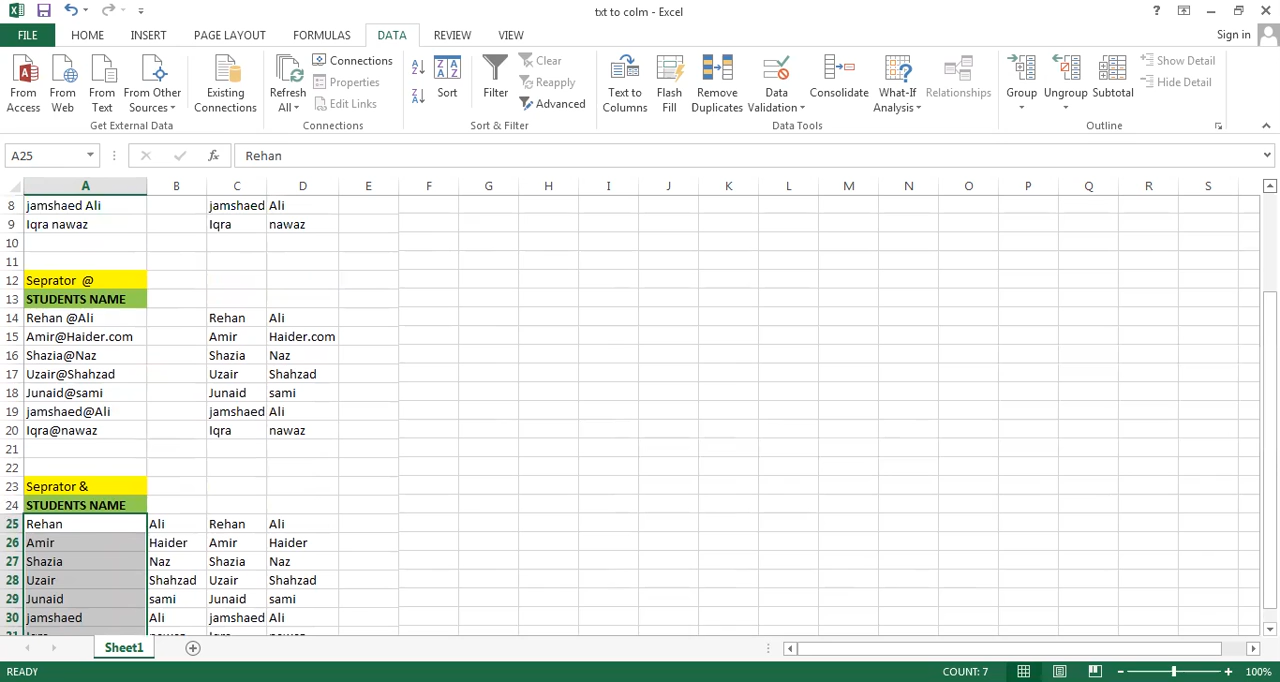 txt to colm - Excel
?
FILE HOME INSERT PAGE LAYOUT FORMULAS DATA REVIEW VIEW Sign in
From Access
From Web
From Text
From Other Sources
Existing Connections
Get External Data
Refresh All
Connections
Properties
Edit Links
Connections
Sort
Filter
Clear
Reapply
Advanced
Sort & Filter
Text to Columns
Flash Fill
Remove Duplicates
Data Validation
Consolidate
What-If Analysis
Relationships
Data Tools
Group
Ungroup
Subtotal
Show Detail
Hide Detail
Outline
A25 fx Rehan
A B C D E F G H I J K L M N O P Q R S
8 jamshaed Ali jamshaed Ali
9 Iqra nawaz Iqra nawaz
10
11
12 Seprator @
13 STUDENTS NAME
14 Rehan @Ali Rehan Ali
15 Amir@Haider.com Amir Haider.com
16 Shazia@Naz Shazia Naz
17 Uzair@Shahzad Uzair Shahzad
18 Junaid@sami Junaid sami
19 jamshaed@Ali jamshaed Ali
20 Iqra@nawaz Iqra nawaz
21
22
23 Seprator &
24 STUDENTS NAME
25 Rehan Ali Rehan Ali
26 Amir Haider Amir Haider
27 Shazia Naz Shazia Naz
28 Uzair Shahzad Uzair Shahzad
29 Junaid sami Junaid sami
30 jamshaed Ali jamshaed Ali
Sheet1
READY COUNT: 7 100%